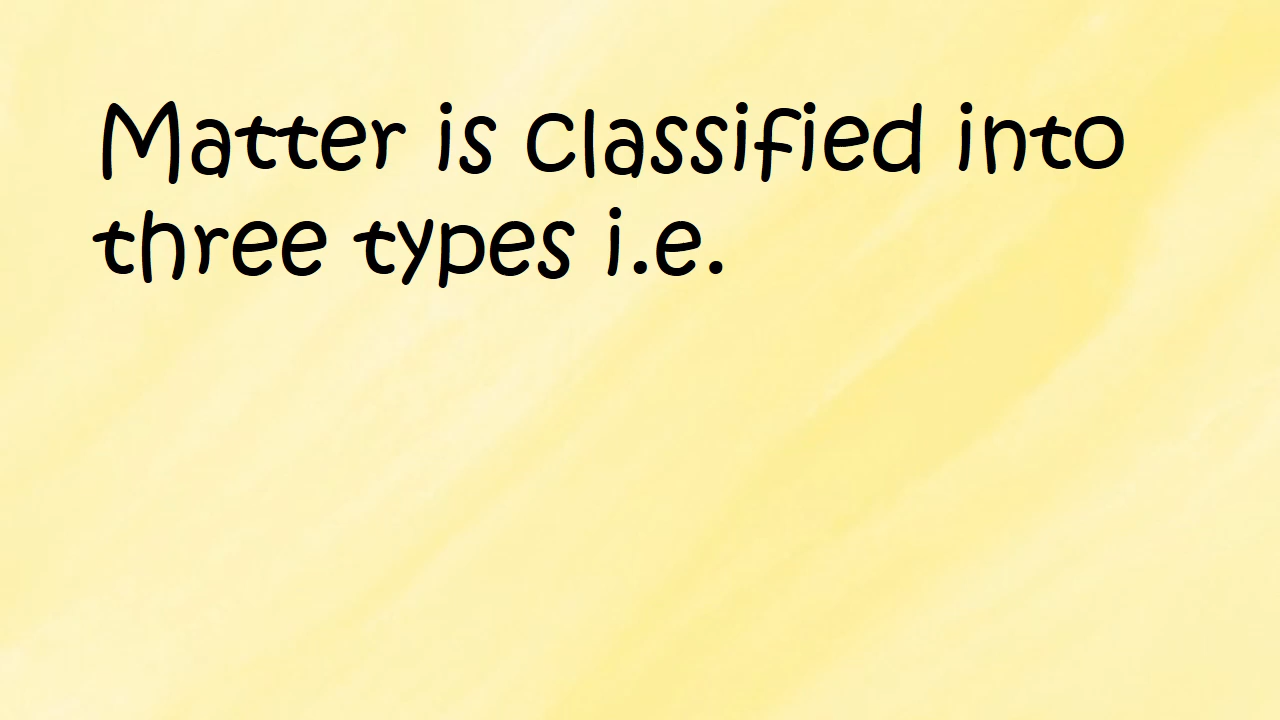 Matter is classified into
three types i.e.